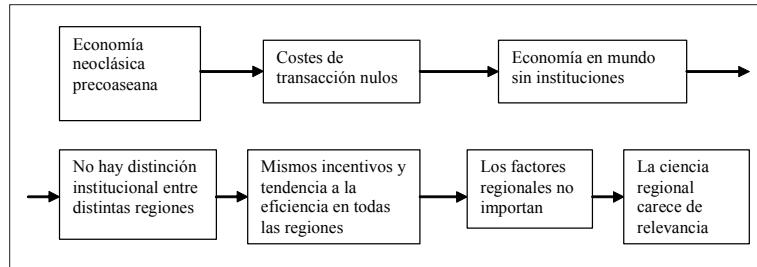 Economía
neoclásica
precoaseana
Costes de
transacción nulos
Economía en mundo
sin instituciones
No hay distinción
institucional entre
distintas regiones
Mismos incentivos y
tendencia a la
eficiencia en todas
las regiones
Los factores
regionales no
importan
La ciencia
regional
carece de
relevancia